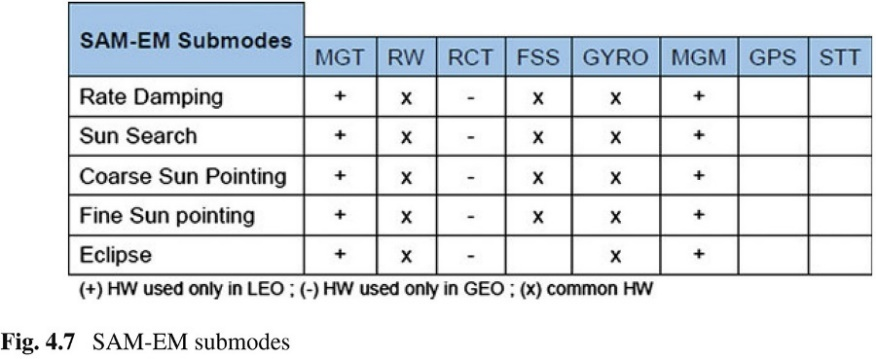 SAM-EM Submodes MGT RW RCT FSS GYRO MGM GPS STT
Rate Damping + x - x x +
Sun Search + x - x x +
Coarse Sun Pointing + x - x x +
Fine Sun pointing + x - x x +
Eclipse + x - x +
(+) HW used only in LEO ; (-) HW used only in GEO ; (x) common HW
Fig. 4.7 SAM-EM submodes